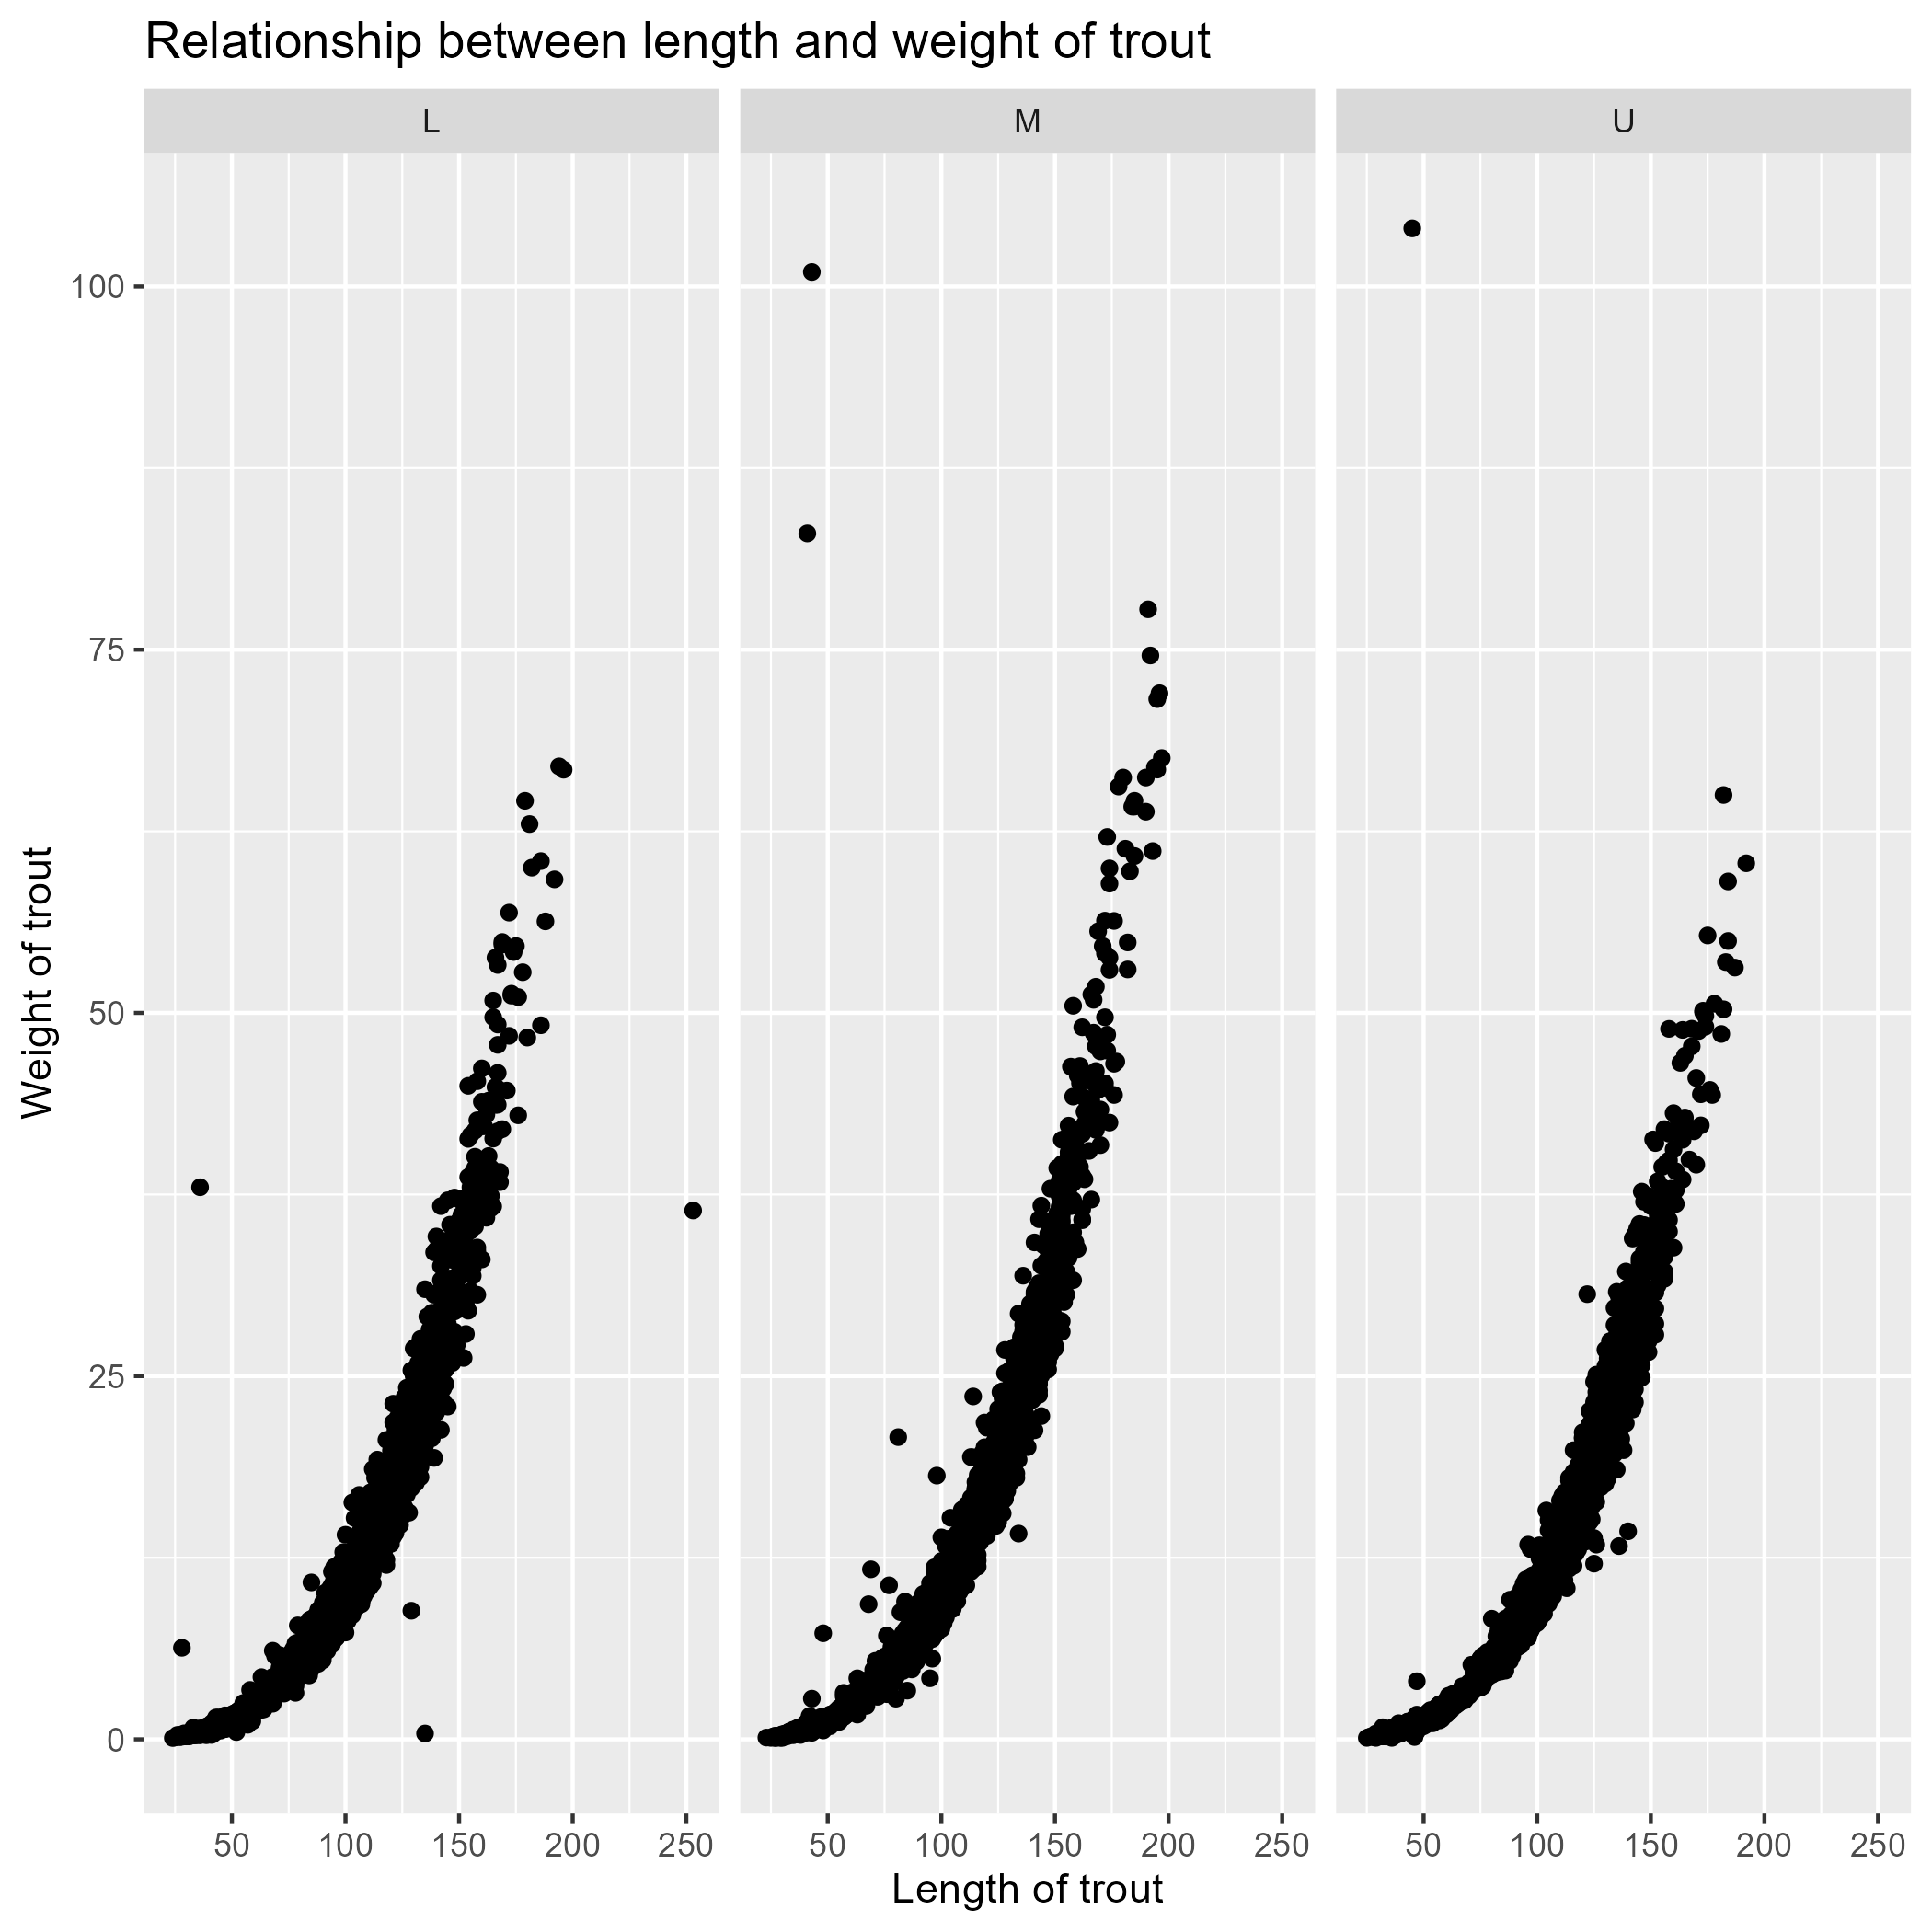 Relationship between length and weight of trout
L M U
100
75
50
25
0
Weight of trout
50 100 150 200 250 50 100 150 200 250 50 100 150 200 250
Length of trout